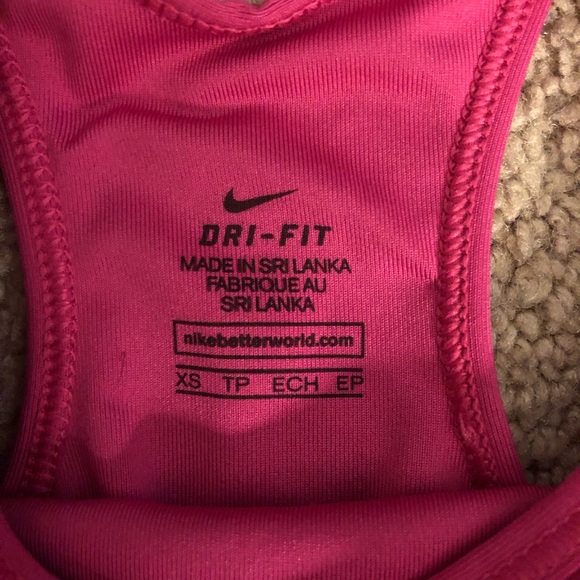 DRI-FIT
MADE IN SRI LANKA
FABRIQUE AU
SRI LANKA
nikebetterworld.com
XS TP ECH EP